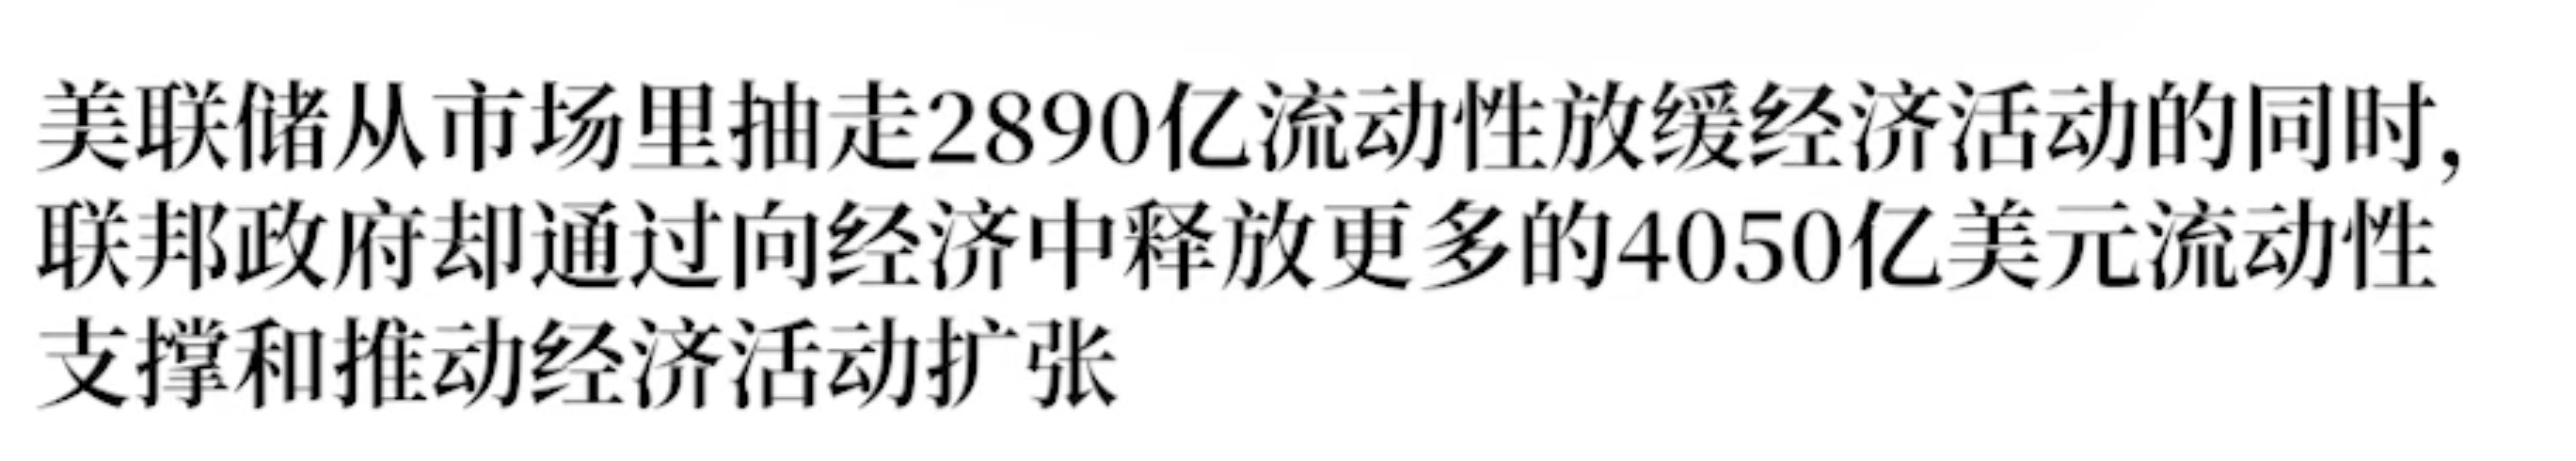 美联储从市场里抽走2890亿流动性放缓经济活动的同时,
联邦政府却通过向经济中释放更多的4050亿美元流动性
支撑和推动经济活动扩张